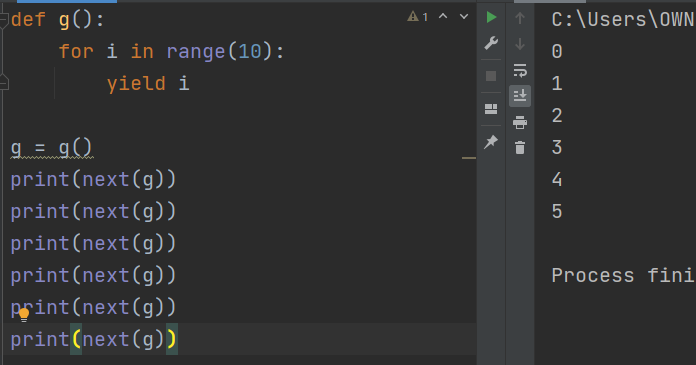 def g():
    for i in range(10):
        yield i
g = g()
print(next(g))
print(next(g))
print(next(g))
print(next(g))
print(next(g))
print(next(g))
1
C:\Users\OWN
0
1
2
3
4
5
Process fini